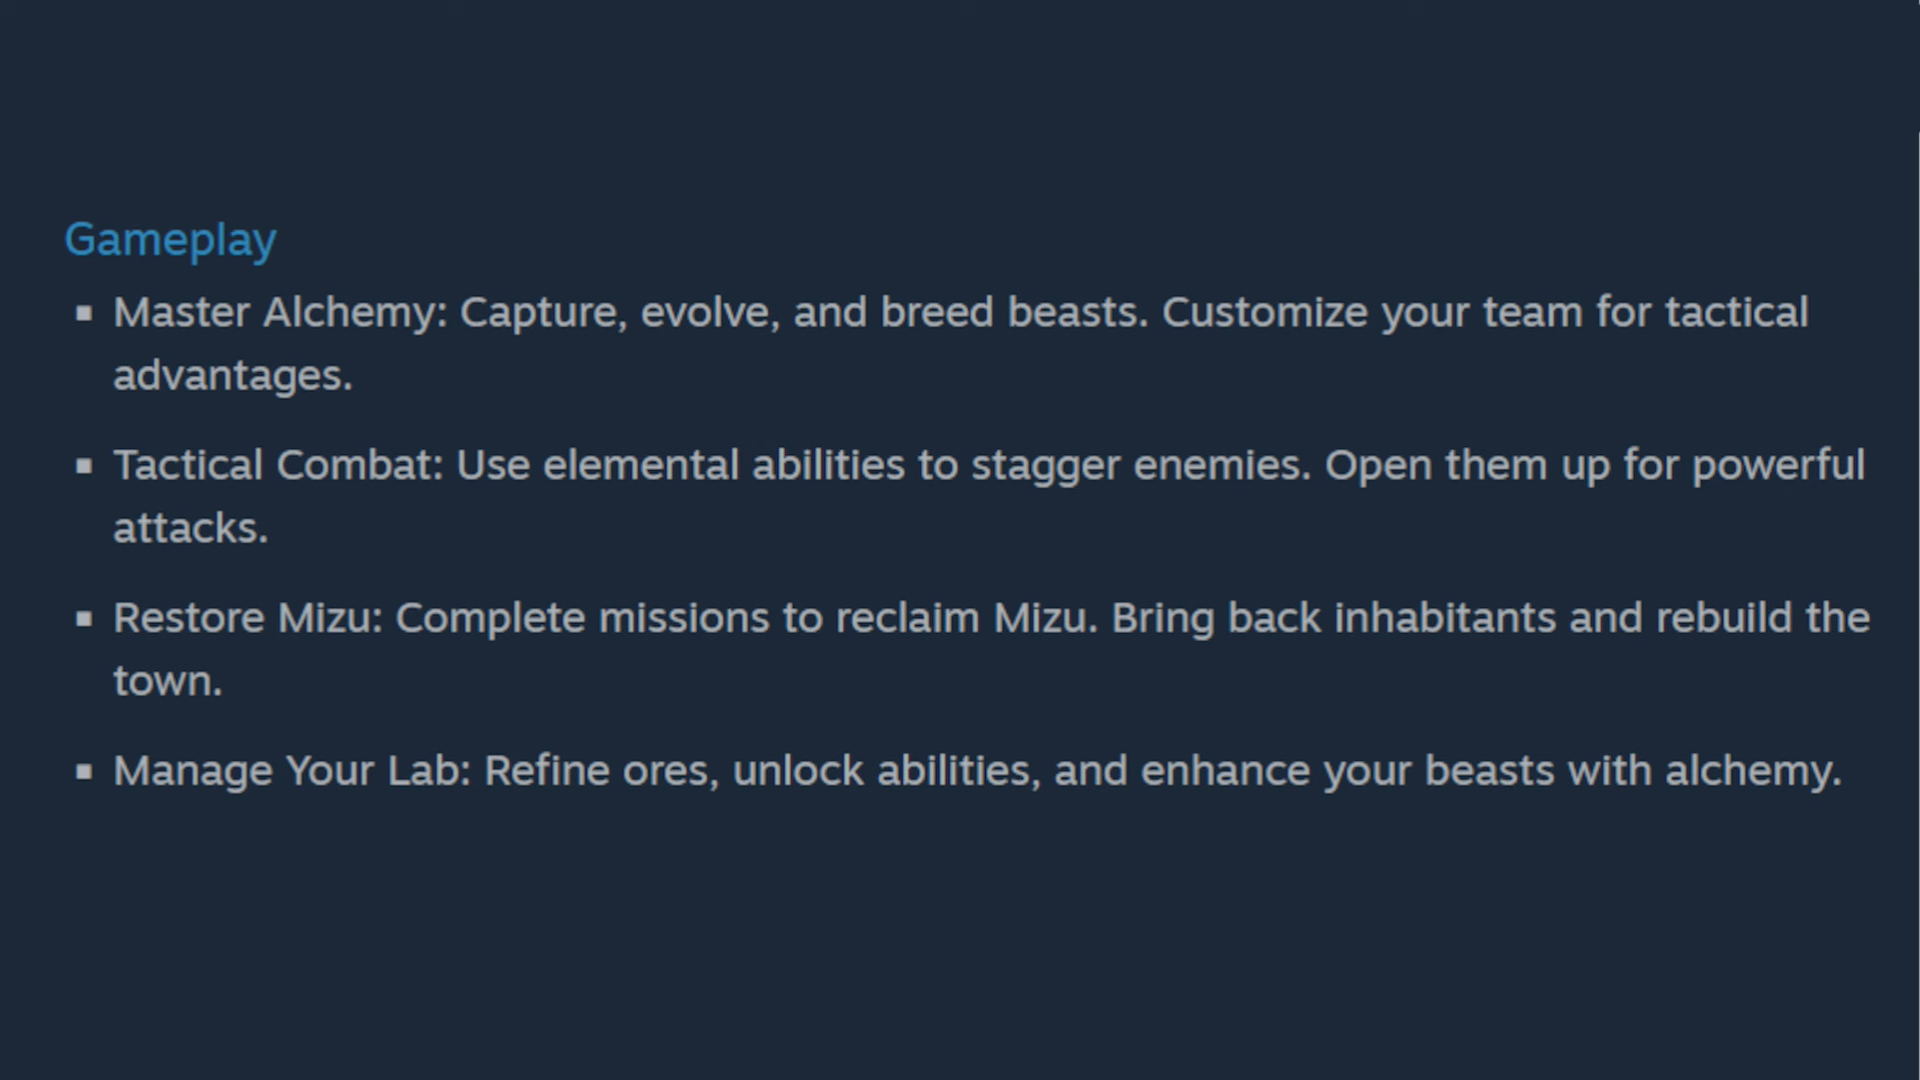 Gameplay
▪ Master Alchemy: Capture, evolve, and breed beasts. Customize your team for tactical
advantages.
▪ Tactical Combat: Use elemental abilities to stagger enemies. Open them up for powerful
attacks.
▪ Restore Mizu: Complete missions to reclaim Mizu. Bring back inhabitants and rebuild the
town.
▪ Manage Your Lab: Refine ores, unlock abilities, and enhance your beasts with alchemy.